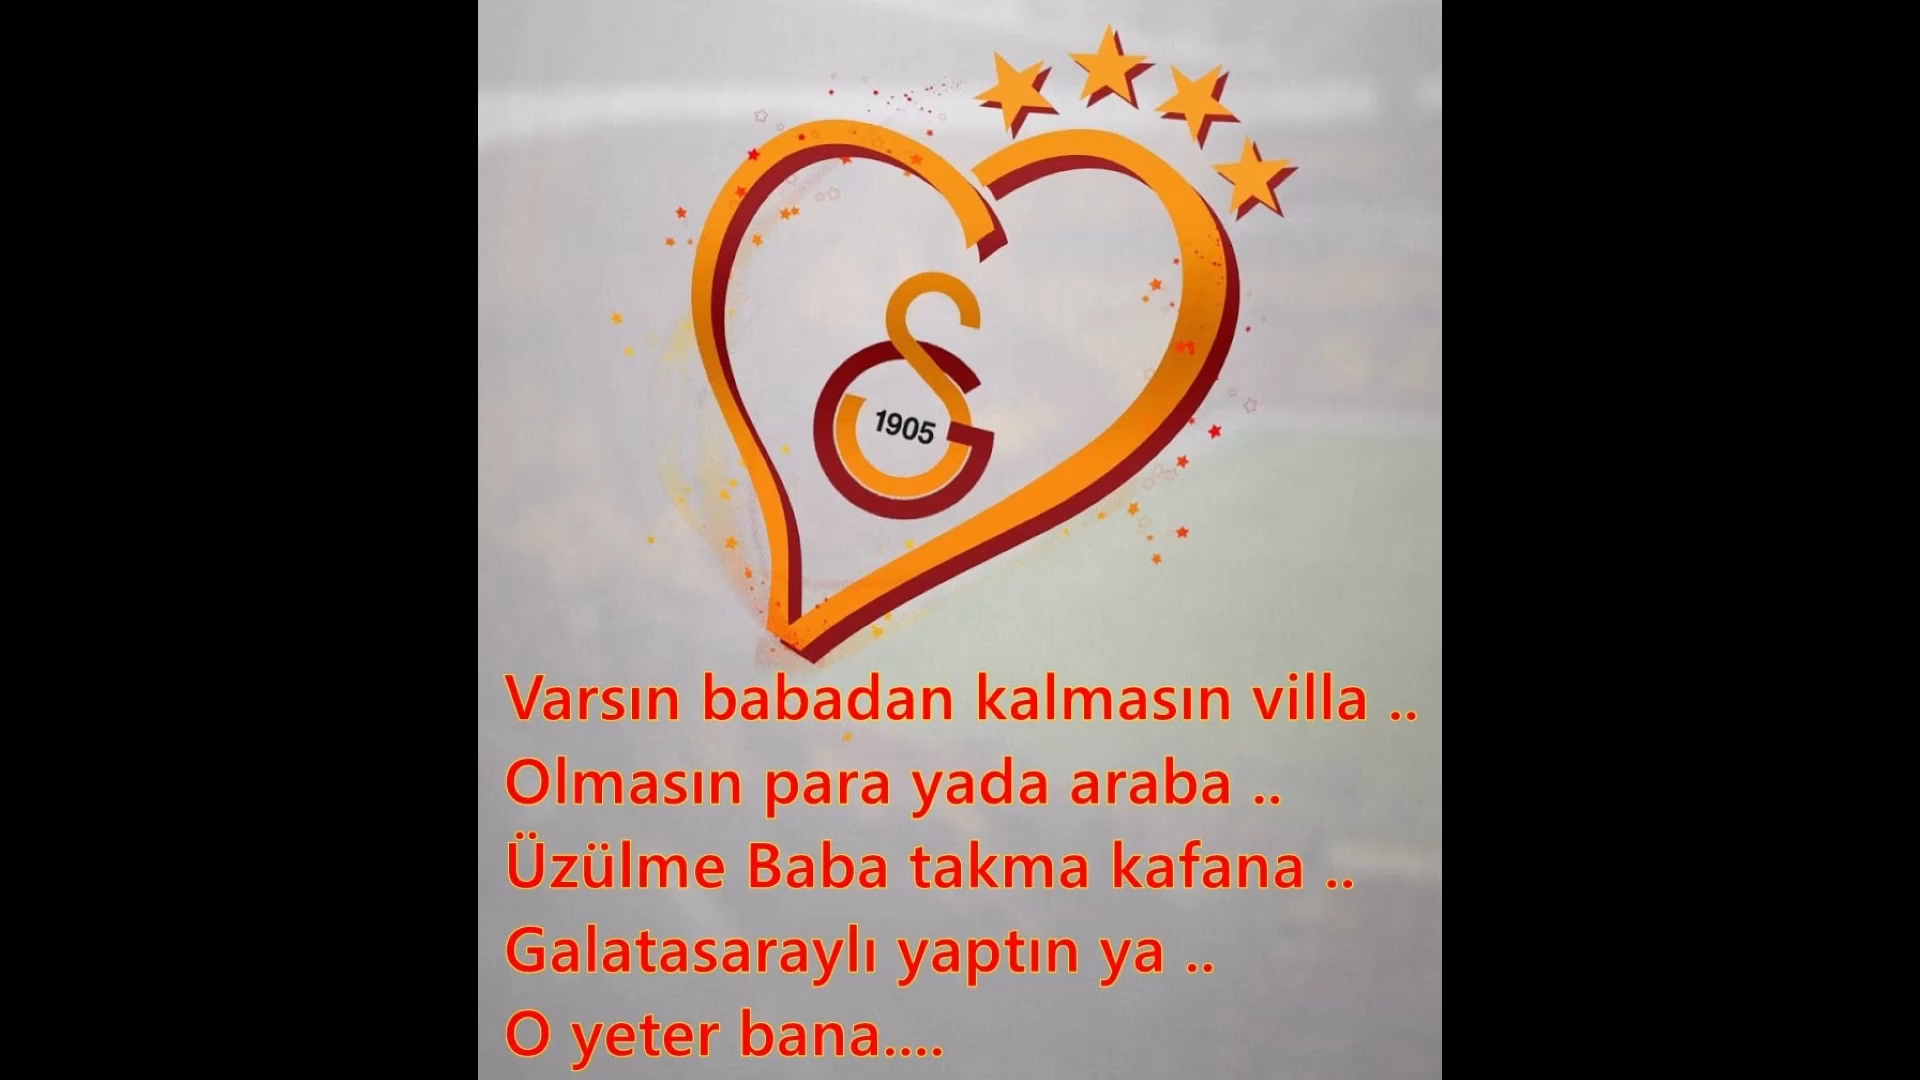 1905
Varsın babadan kalmasın villa ..
Olmasın para yada araba ..
Üzülme Baba takma kafana ..
Galatasaraylı yaptın ya ..
O yeter bana....